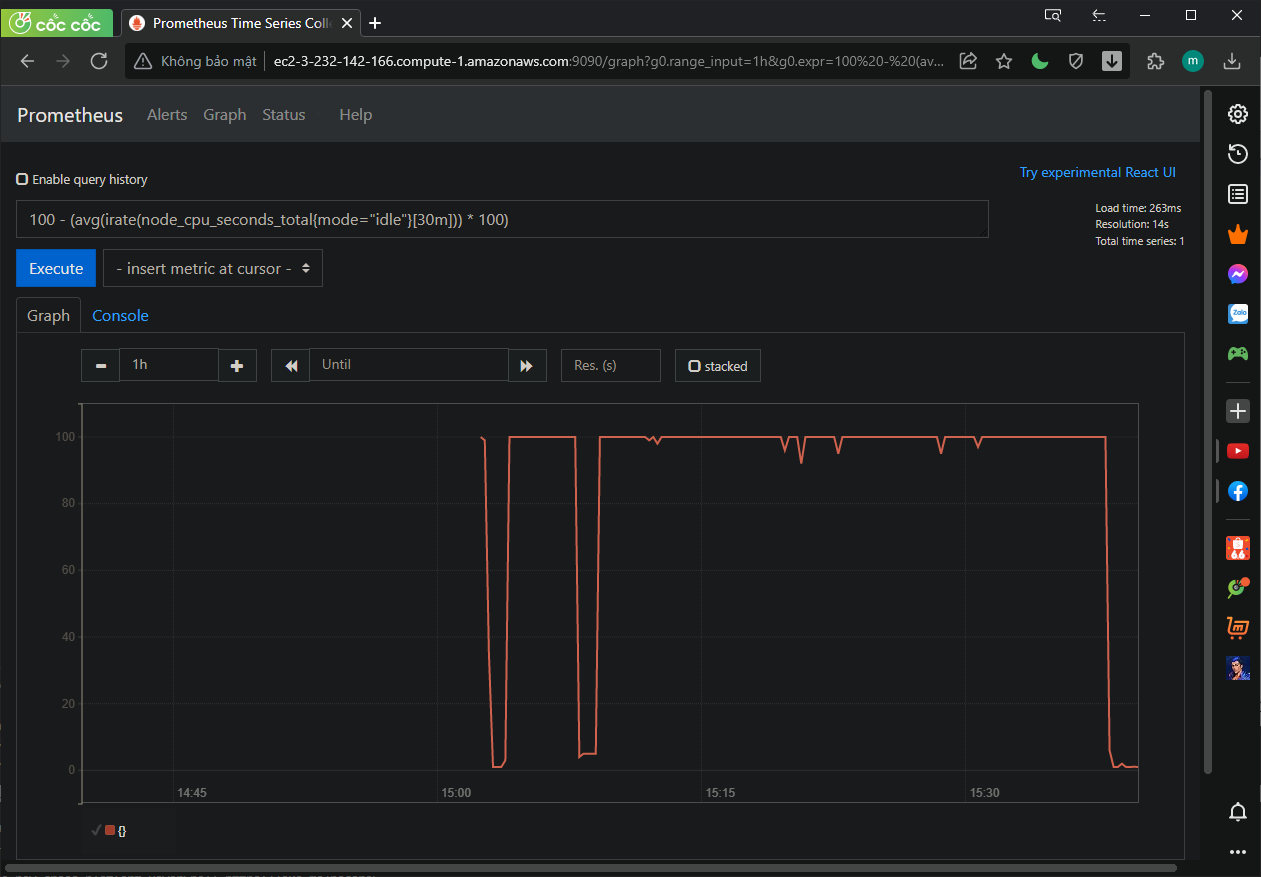 cốc cốc
Prometheus Time Series Coll
Không bảo mật
ec2-3-232-142-166.compute-1.amazonaws.com:9090/graph?g0.range_input=1h&g0.expr=100%20-%20(av...
m
Prometheus
Alerts
Graph
Status
Help
Enable query history
Try experimental React UI
100 - (avg(irate(node_cpu_seconds_total{mode="idle"}[30m])) * 100)
Load time: 263ms
Resolution: 14s
Total time series: 1
Execute
- insert metric at cursor -
Graph
Console
1h
Until
Res. (s)
stacked
100
80
60
40
20
0
14:45
15:00
15:15
15:30
{}
Zalo
6.6